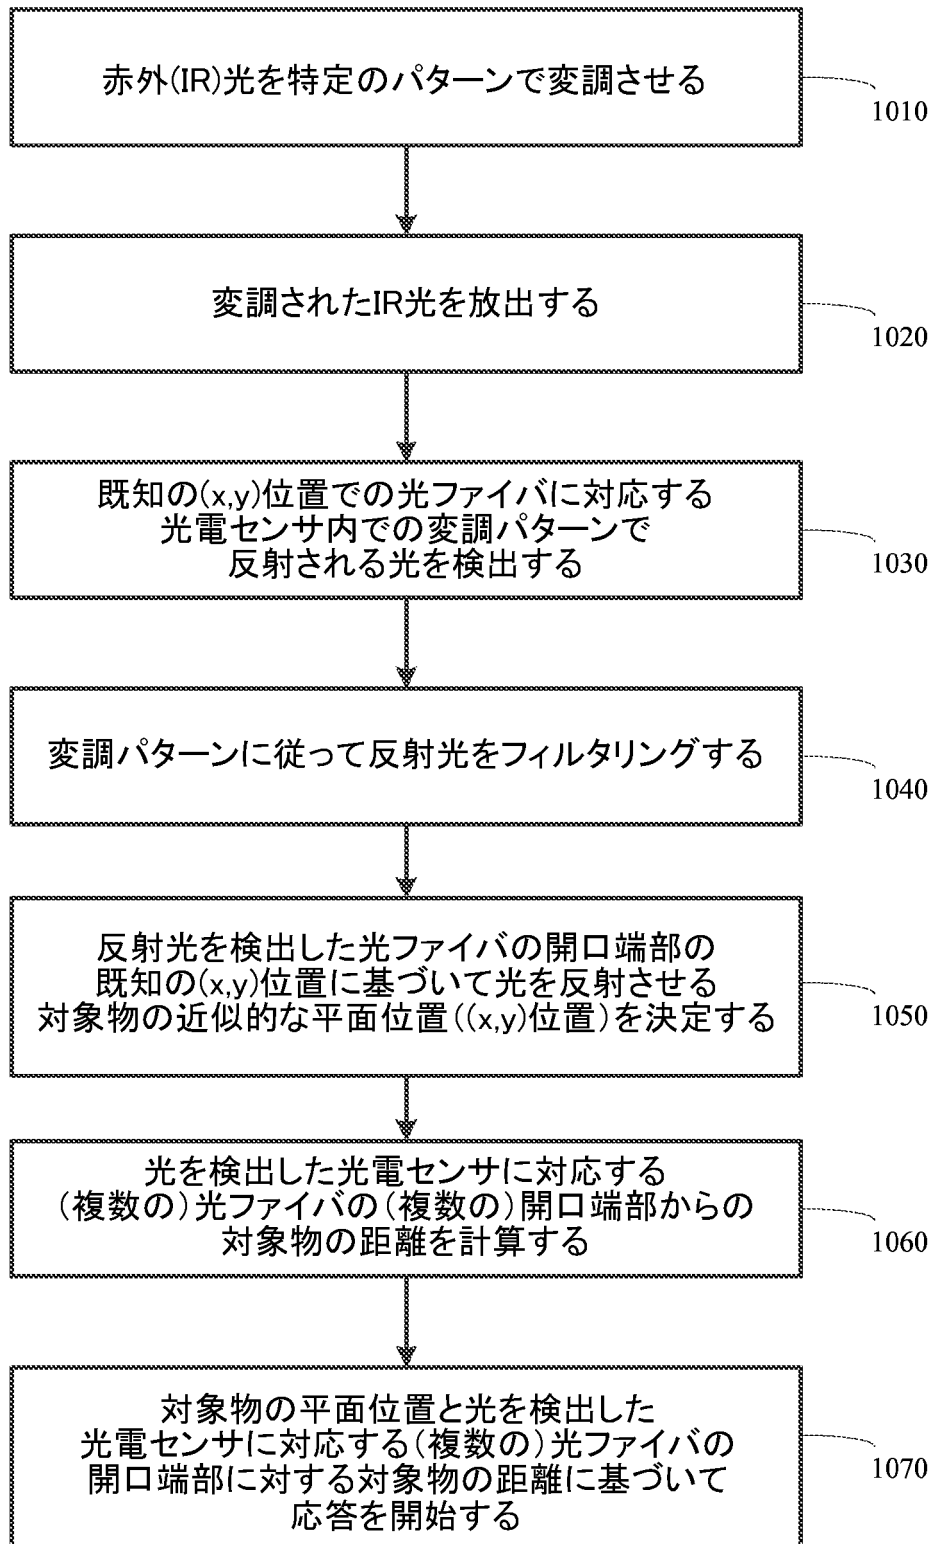 赤外(IR)光を特定のパターンで変調させる
1010
変調されたIR光を放出する
1020
既知の(x,y)位置での光ファイバに対応する
光電センサ内での変調パターンで
反射される光を検出する
1030
変調パターンに従って反射光をフィルタリングする
1040
反射光を検出した光ファイバの開口端部の
既知の(x,y)位置に基づいて光を反射させる
対象物の近似的な平面位置((x,y)位置)を決定する
1050
光を検出した光電センサに対応する
(複数の)光ファイバの(複数の)開口端部からの
対象物の距離を計算する
1060
対象物の平面位置と光を検出した
光電センサに対応する(複数の)光ファイバの
開口端部に対する対象物の距離に基づいて
応答を開始する
1070